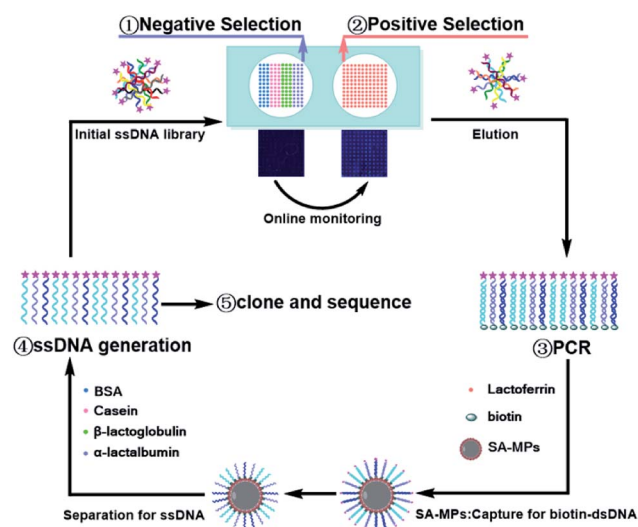 ①Negative Selection
②Positive Selection
Initial ssDNA library
Elution
Online monitoring
⑤clone and sequence
④ssDNA generation
③PCR
BSA
Casein
β-lactoglobulin
α-lactalbumin
Lactoferrin
biotin
SA-MPs
Separation for ssDNA
SA-MPs:Capture for biotin-dsDNA